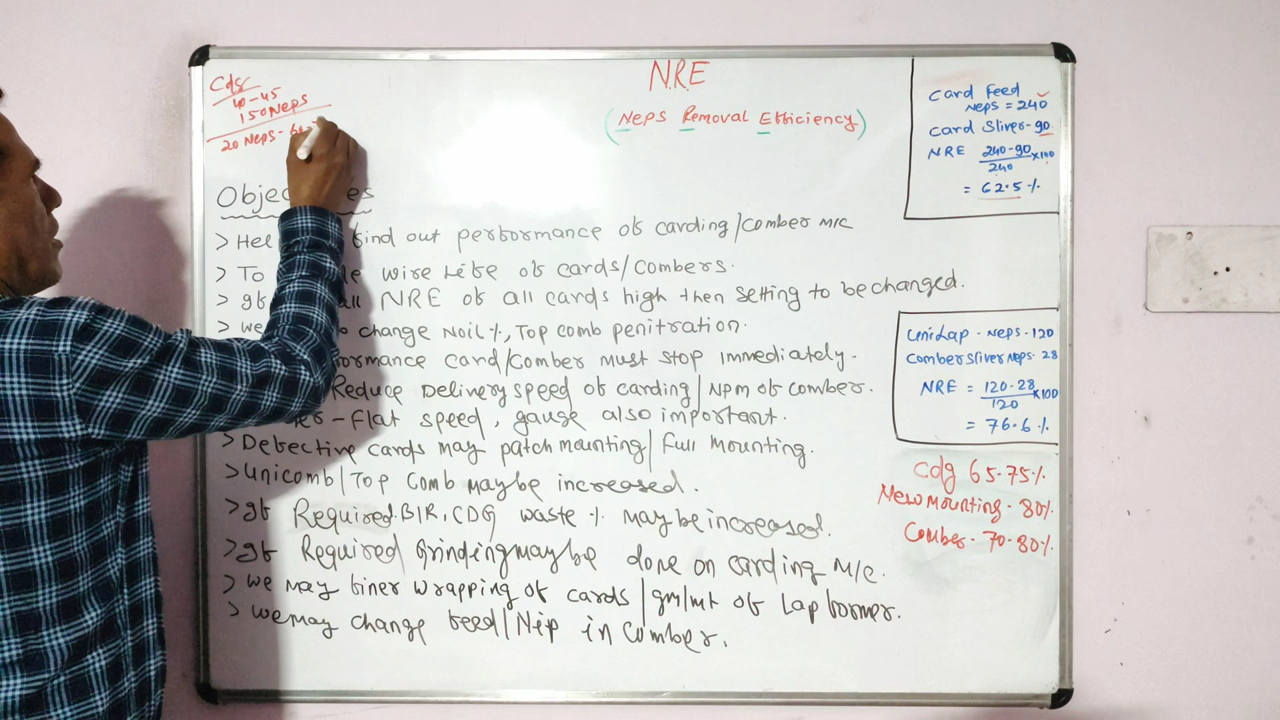 Cdg
40-45
150 Neps
20 Neps-
N.R.E
(Neps Removal Efficiency)
Card Feed
Neps = 240
Card Sliver-90
NRE 240-90/240 x100
= 62.5%
> find out performance of carding/Comber M/C
> To wire Life of cards/Combers.
> If all NRE of all cards high then Setting to be changed.
> we change Noil %, Top comb penitration.
card/Comber must stop immediately.
Reduce Delivery speed of carding/Npm of comber.
-Flat speed, gauge also important.
> Defective cards may patch mounting/Full Mounting.
> Unicomb/Top Comb may be increased.
> If Required. B/R, CDG waste % may be increased.
> If Required Grinding may be done on carding M/c.
> we may finer wrapping of cards/gm/mt of Lap former.
> we may change feed/Nip in Comber.
UniLap - Neps-120
Comber Sliver Neps-28
NRE = 120-28/120 x100
= 76.6%
Cdg 65-75%
New Mounting - 80%
Comber-70-80%